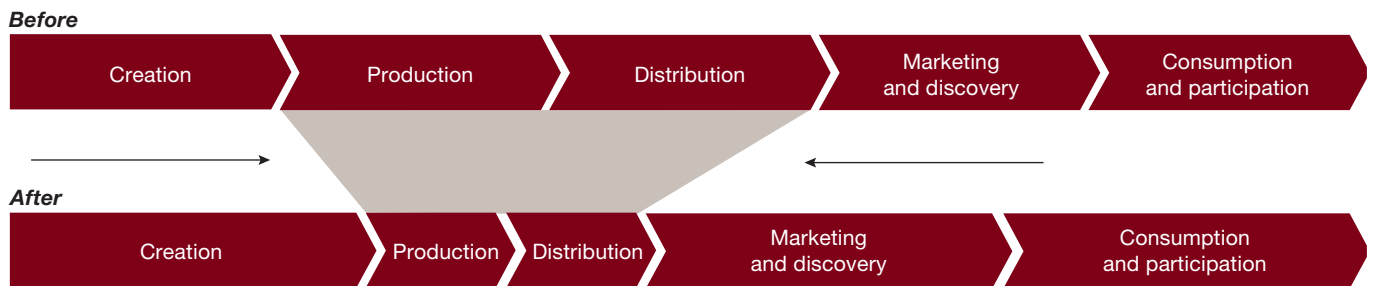 Before
Creation
Production
Distribution
Marketing
and discovery
Consumption
and participation
After
Creation
Production
Distribution
Marketing
and discovery
Consumption
and participation